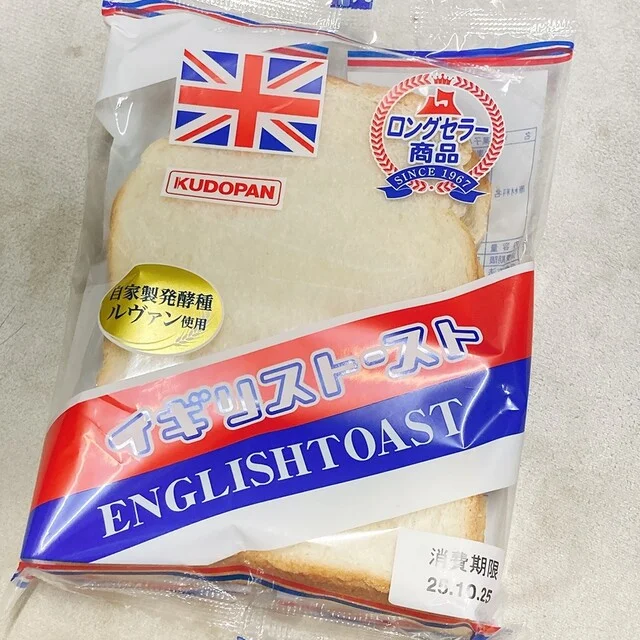 ロングセラー
商品
SINCE 1967
KUDOPAN
自家製発酵種
ルヴァン使用
イギリストースト
ENGLISHTOAST
消費期限
25.10.25